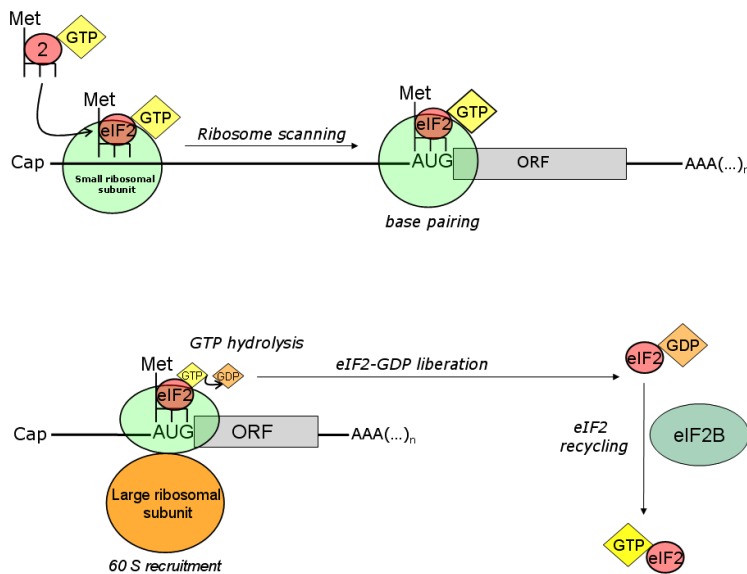 Met
2
GTP
Met
eIF2
GTP
Ribosome scanning
Met
eIF2
GTP
Cap
Small ribosomal
subunit
AUG
ORF
AAA(...)n
base pairing
GTP hydrolysis
Met
GTP
GDP
eIF2
eIF2-GDP liberation
eIF2
GDP
Cap
AUG
ORF
AAA(...)n
eIF2
recycling
eIF2B
Large ribosomal
subunit
60 S recruitment
GTP
eIF2